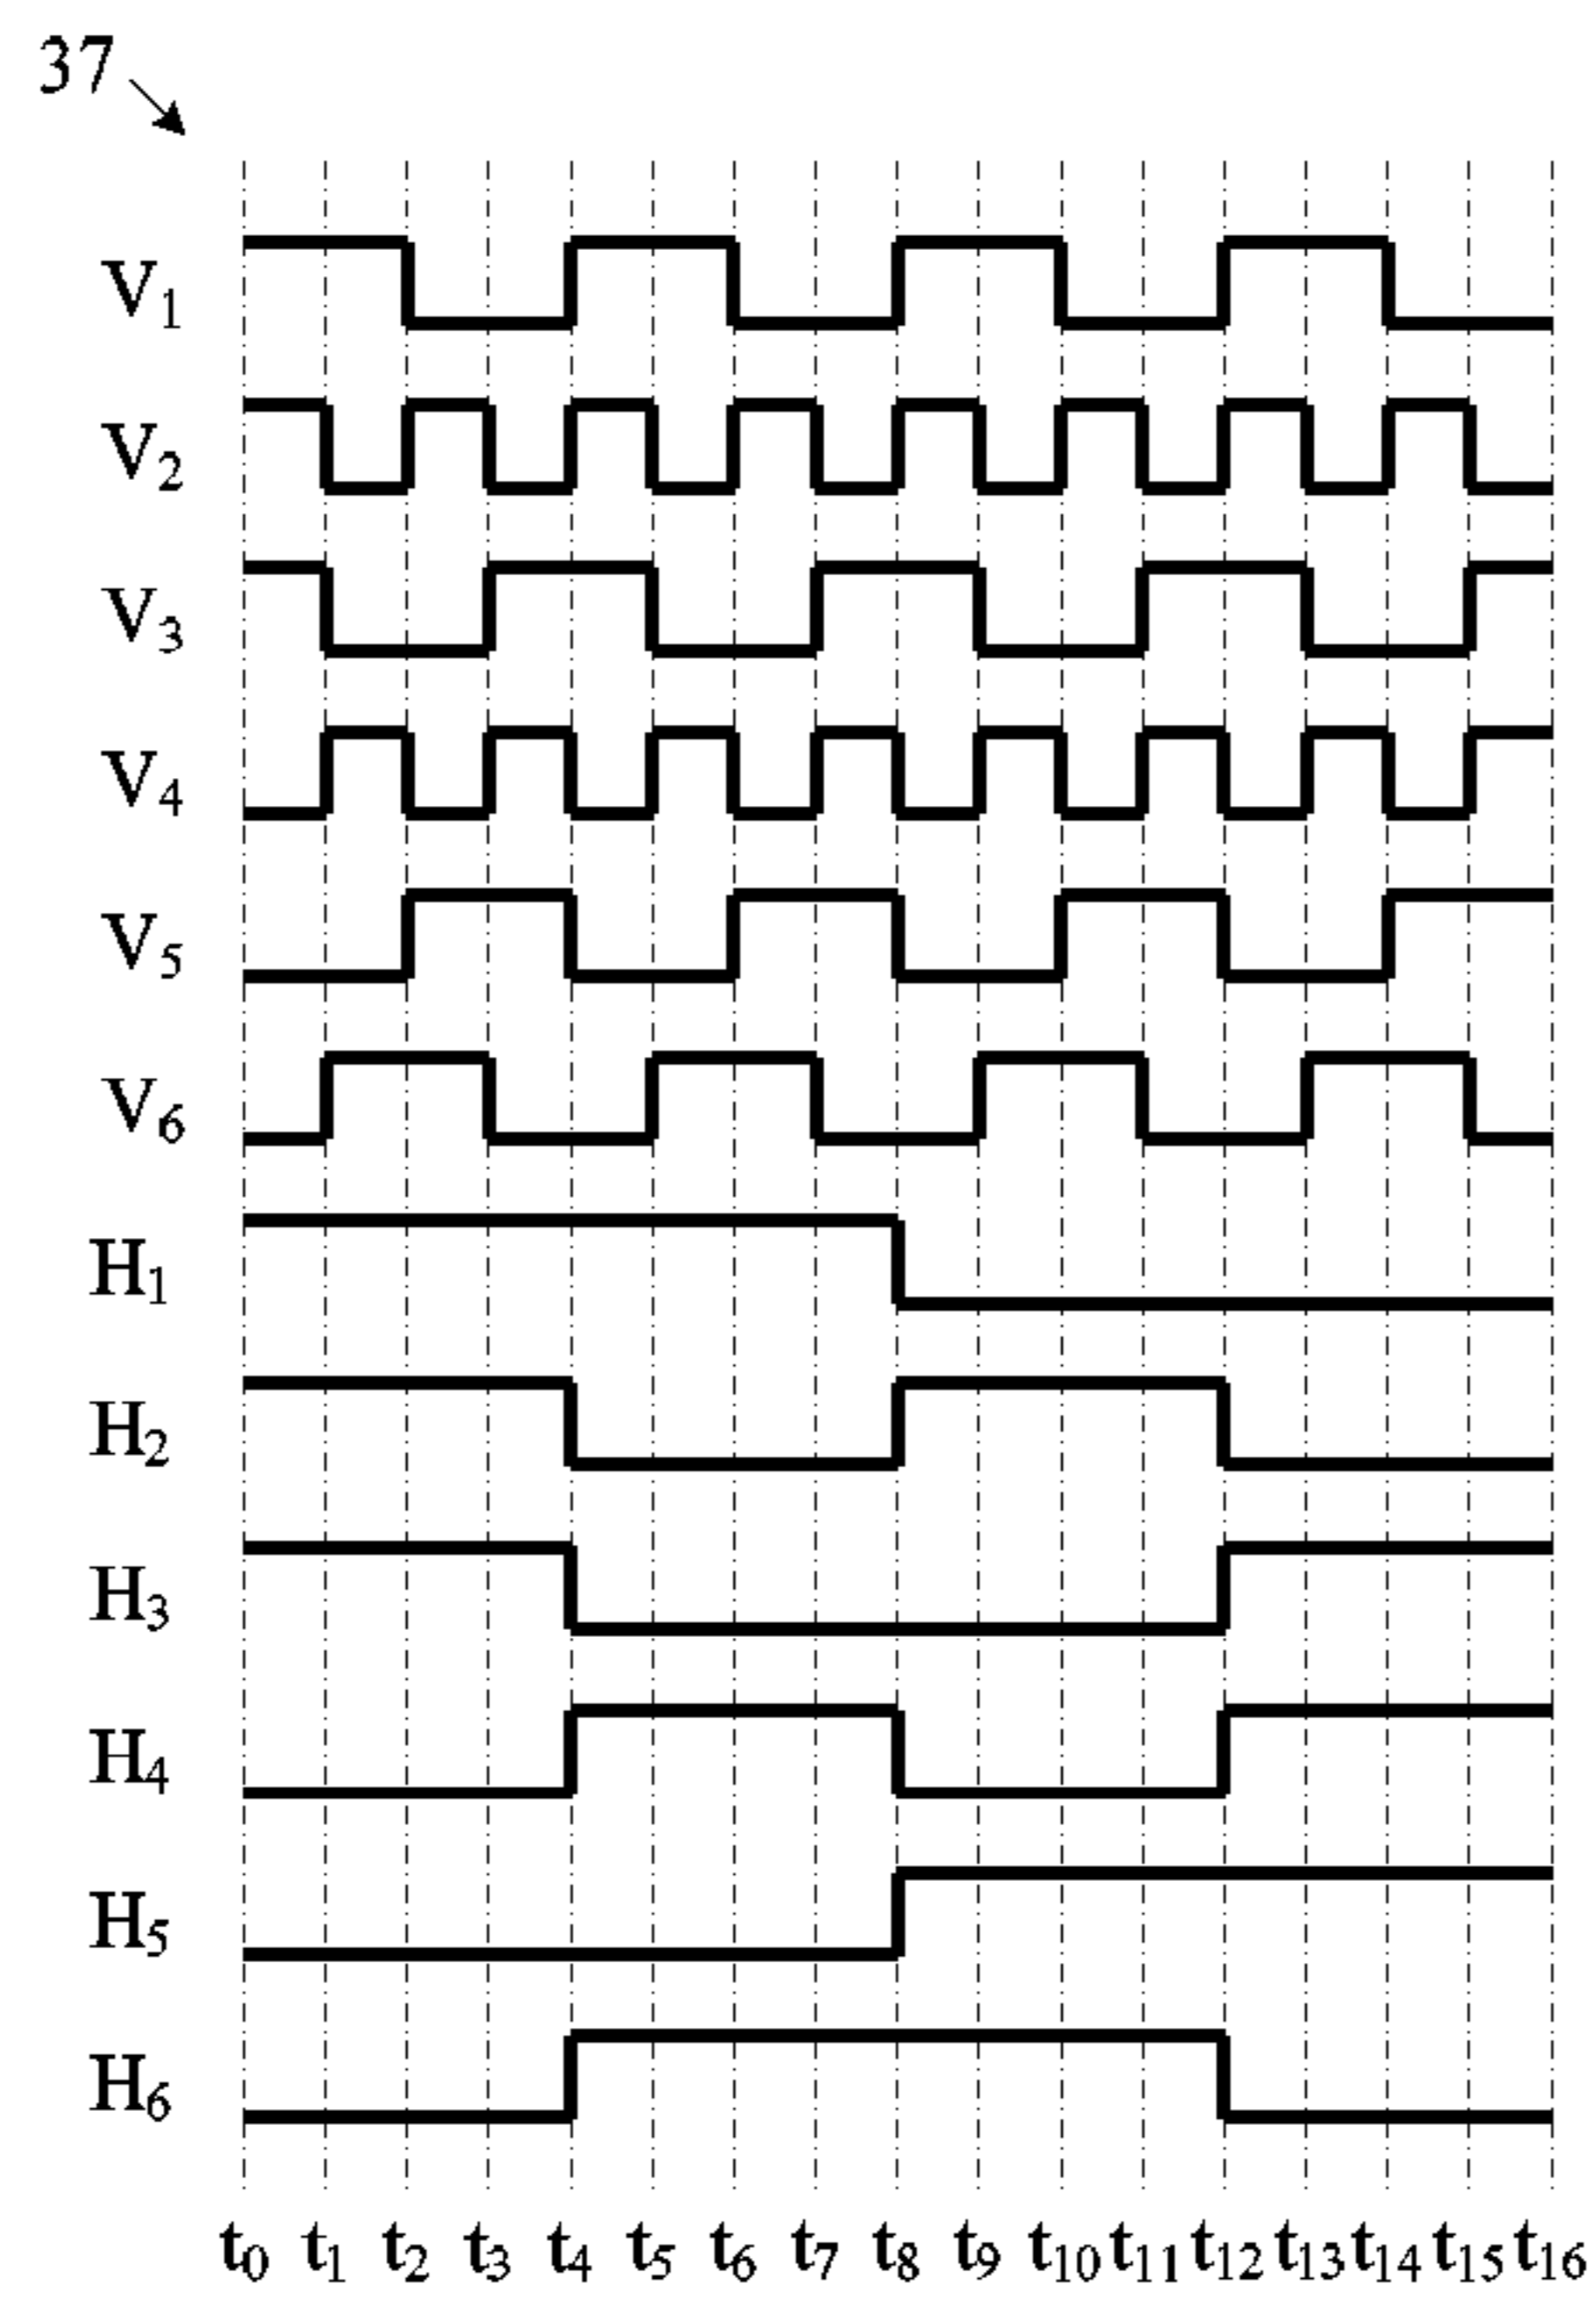 37
V₁
V₂
V₃
V₄
V₅
V₆
H₁
H₂
H₃
H₄
H₅
H₆
t₀ t₁ t₂ t₃ t₄ t₅ t₆ t₇ t₈ t₉ t₁₀ t₁₁ t₁₂ t₁₃ t₁₄ t₁₅ t₁₆